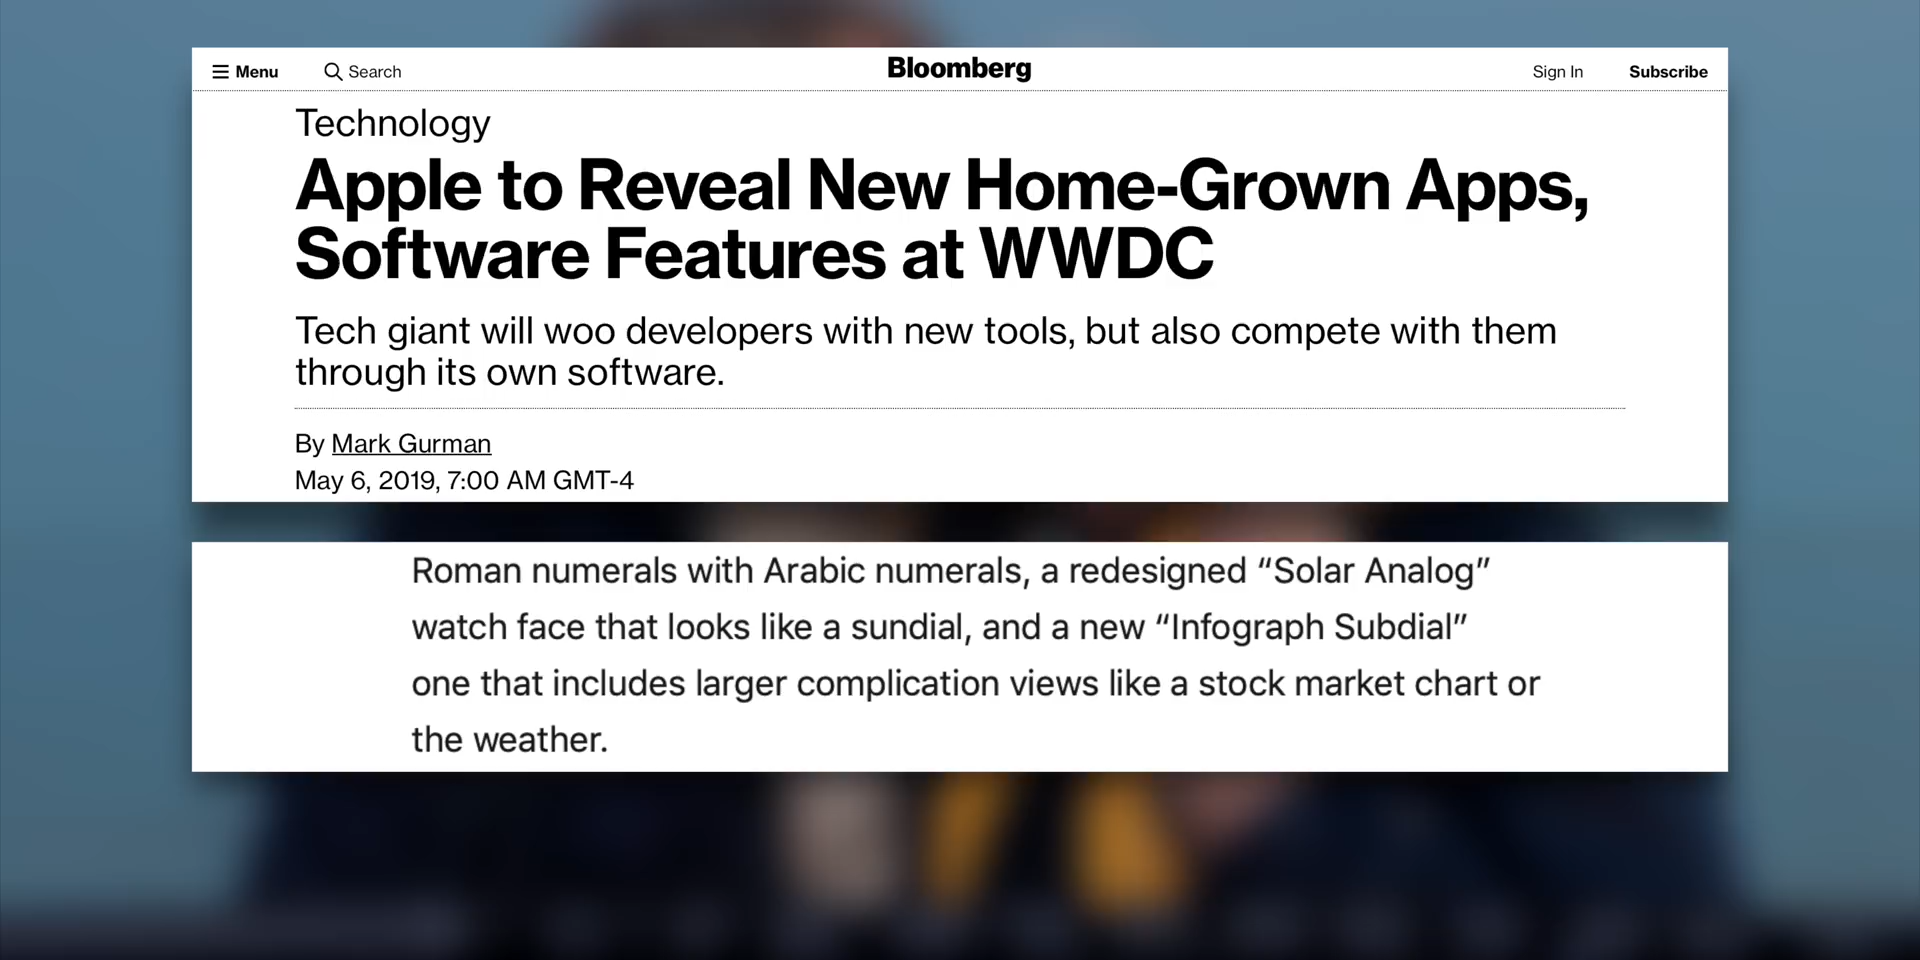 Menu
Search
Bloomberg
Sign In
Subscribe
Technology
Apple to Reveal New Home-Grown Apps,
Software Features at WWDC
Tech giant will woo developers with new tools, but also compete with them
through its own software.
By Mark Gurman
May 6, 2019, 7:00 AM GMT-4
Roman numerals with Arabic numerals, a redesigned “Solar Analog”
watch face that looks like a sundial, and a new “Infograph Subdial”
one that includes larger complication views like a stock market chart or
the weather.